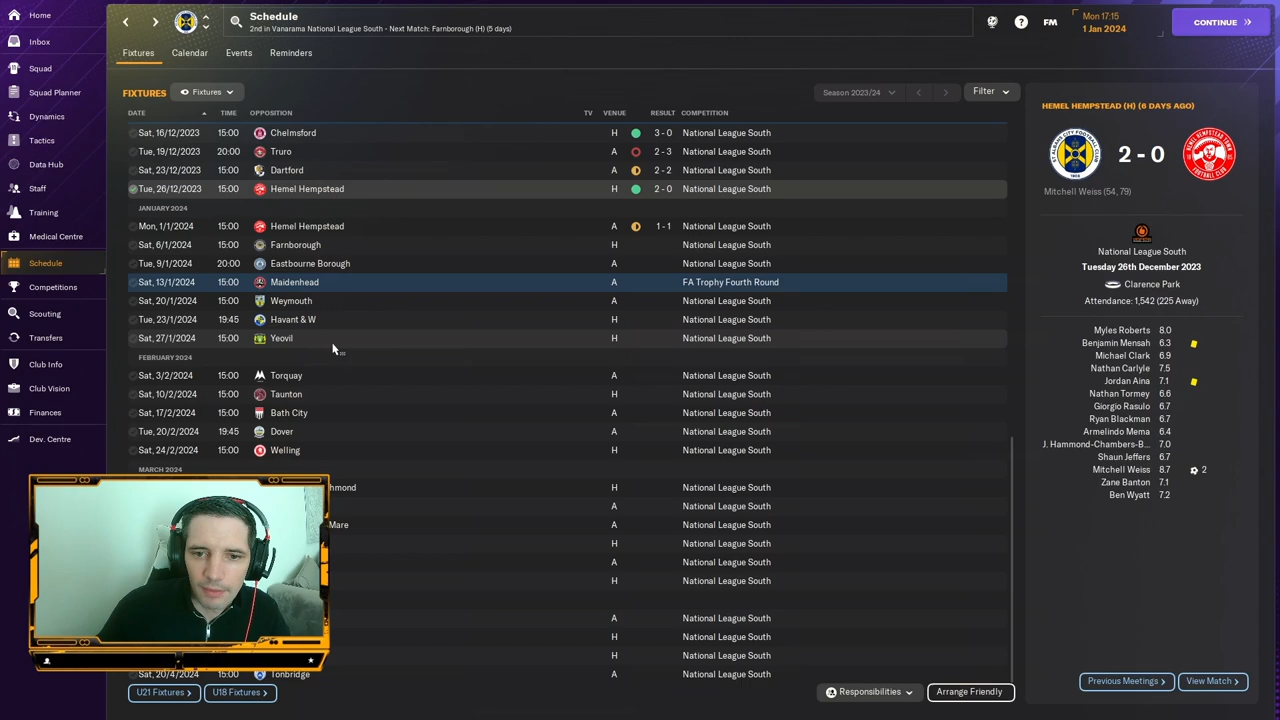 Home
Inbox
Squad
Squad Planner
Dynamics
Tactics
Data Hub
Staff
Training
Medical Centre
Schedule
Competitions
Scouting
Transfers
Club Info
Club Vision
Finances
Dev. Centre
Schedule
2nd in Vanarama National League South - Next Match: Farnborough (H) (5 days)
FM
Mon 17:15
1 Jan 2024
CONTINUE
Fixtures Calendar Events Reminders
FIXTURES Fixtures Season 2023/24 Filter
DATE TIME OPPOSITION TV VENUE RESULT COMPETITION
Sat, 16/12/2023 15:00 Chelmsford H 3 - 0 National League South
Tue, 19/12/2023 20:00 Truro A 2 - 3 National League South
Sat, 23/12/2023 15:00 Dartford A 2 - 2 National League South
Tue, 26/12/2023 15:00 Hemel Hempstead H 2 - 0 National League South
JANUARY 2024
Mon, 1/1/2024 15:00 Hemel Hempstead A 1 - 1 National League South
Sat, 6/1/2024 15:00 Farnborough H National League South
Tue, 9/1/2024 20:00 Eastbourne Borough A National League South
Sat, 13/1/2024 15:00 Maidenhead A FA Trophy Fourth Round
Sat, 20/1/2024 15:00 Weymouth A National League South
Tue, 23/1/2024 19:45 Havant & W H National League South
Sat, 27/1/2024 15:00 Yeovil H National League South
FEBRUARY 2024
Sat, 3/2/2024 15:00 Torquay A National League South
Sat, 10/2/2024 15:00 Taunton H National League South
Sat, 17/2/2024 15:00 Bath City A National League South
Tue, 20/2/2024 19:45 Dover A National League South
Sat, 24/2/2024 15:00 Welling H National League South
MARCH 2024
hmond H National League South
A National League South
Mare A National League South
H National League South
A National League South
H National League South
A National League South
H National League South
H National League South
Sat, 20/4/2024 15:00 Tonbridge A National League South
U21 Fixtures U18 Fixtures Responsibilities Arrange Friendly
HEMEL HEMPSTEAD (H) (6 DAYS AGO)
2 - 0
Mitchell Weiss (54, 79)
National League South
Tuesday 26th December 2023
Clarence Park
Attendance: 1,542 (225 Away)
Myles Roberts 8.0
Benjamin Mensah 6.3
Michael Clark 6.9
Nathan Carlyle 7.5
Jordan Aina 7.1
Nathan Tormey 6.6
Giorgio Rasulo 6.7
Ryan Blackman 6.7
Armelindo Mema 6.4
J. Hammond-Chambers-B... 7.0
Shaun Jeffers 6.7
Mitchell Weiss 8.7 2
Zane Banton 7.1
Ben Wyatt 7.2
Previous Meetings View Match